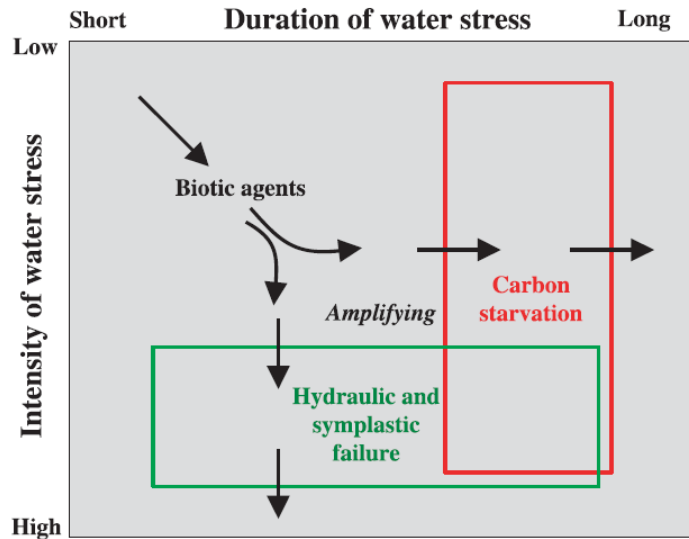 Short Duration of water stress Long
Low
Intensity of water stress
Biotic agents
Amplifying
Carbon
starvation
Hydraulic and
symplastic
failure
High